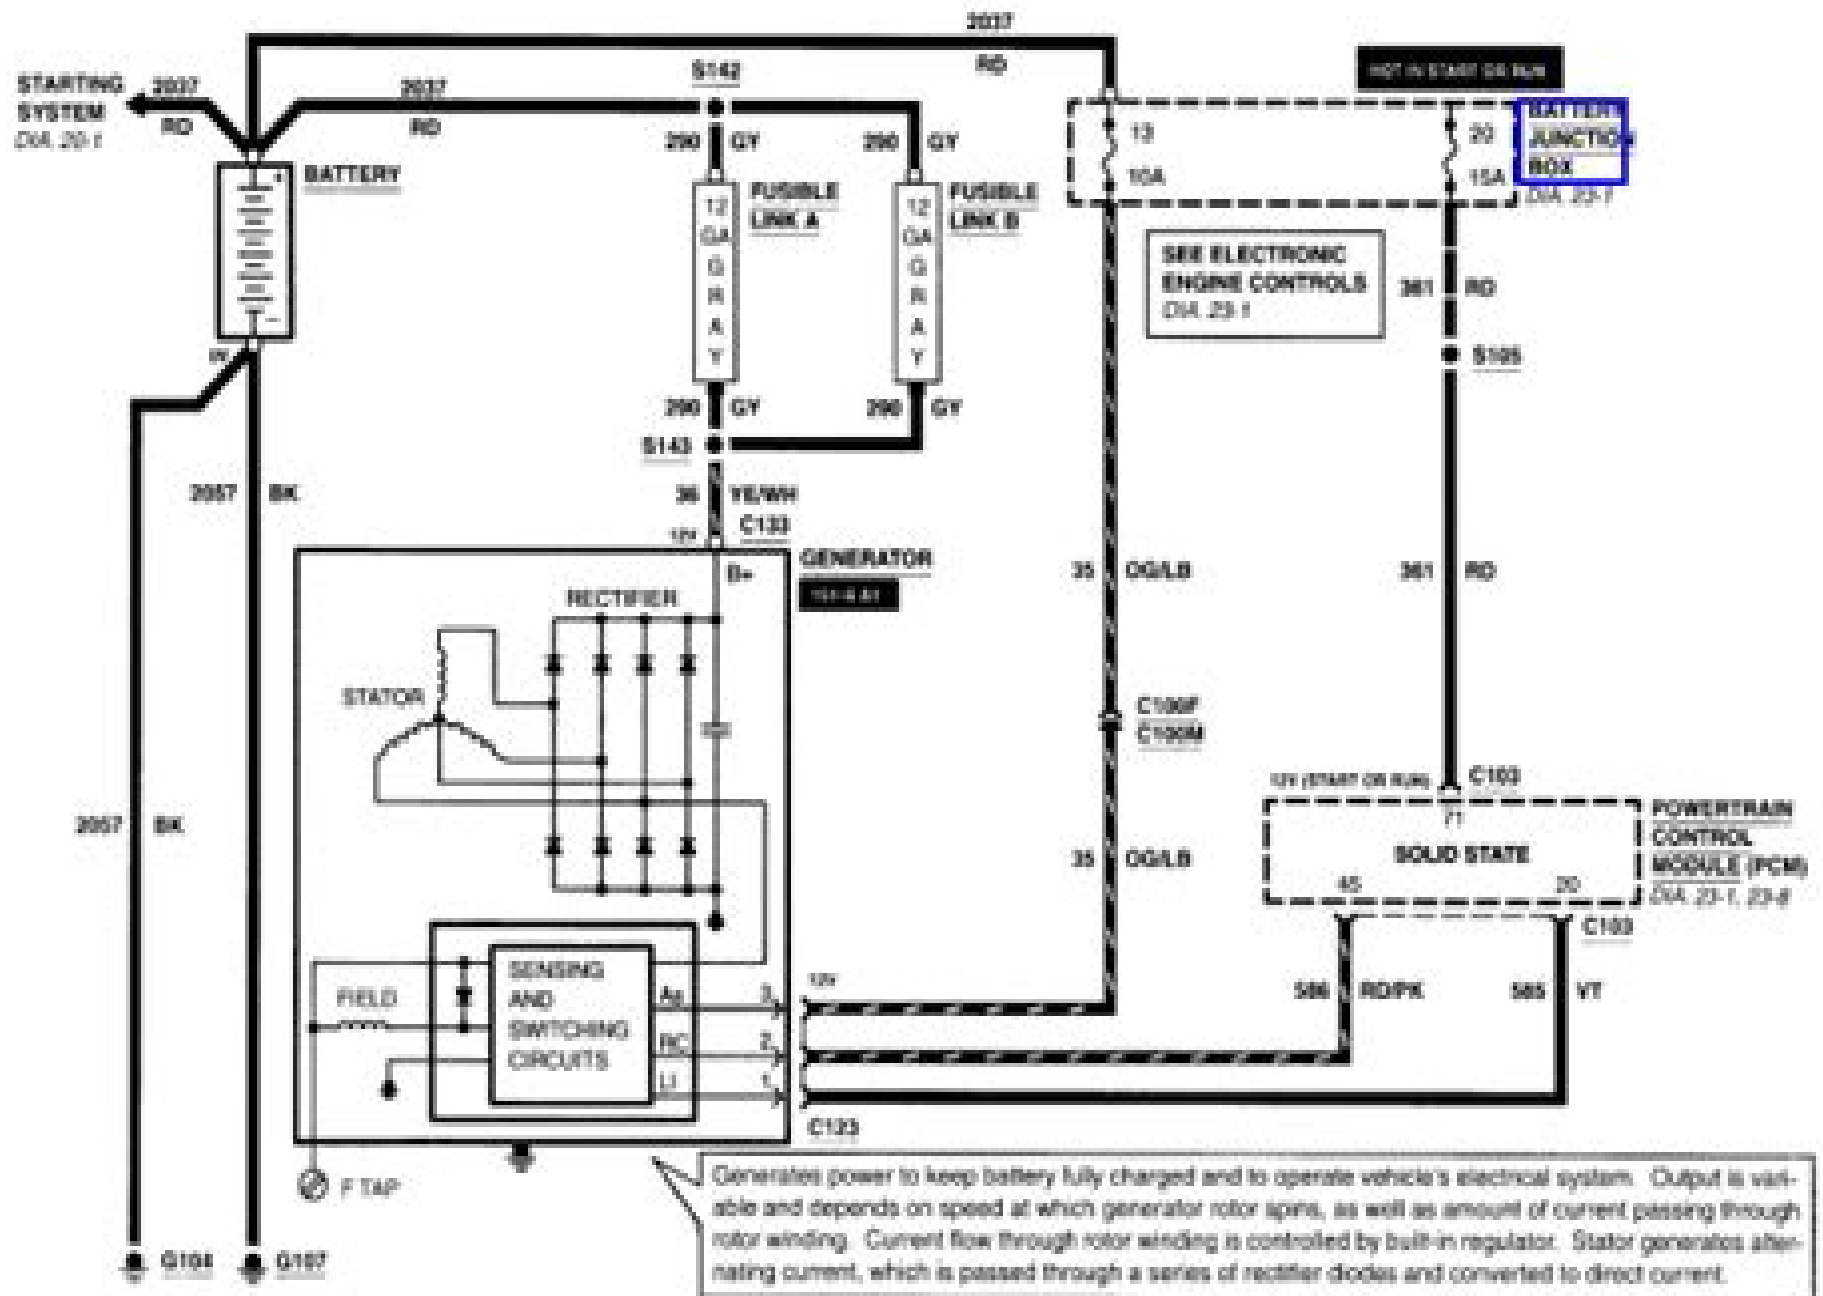 2037
RD
HOT IN START OR RUN
STARTING
SYSTEM
DIA. 20-1
2037
RD
2037
RD
S142
290 GY
290 GY
13
10A
20
15A
BATTERY
JUNCTION
BOX
DIA. 23-1
BATTERY
+
-
FUSIBLE
LINK A
12
GA
G
R
A
Y
FUSIBLE
LINK B
12
GA
G
R
A
Y
SEE ELECTRONIC
ENGINE CONTROLS
DIA. 23-1
361 RD
S105
290 GY
290 GY
S143
2057 BK
36 YE/WH
C133
12V
B+
GENERATOR
RECTIFIER
STATOR
35 OG/LB
361 RD
C100F
C100M
12V (START OR RUN)
C103
71
SOLID STATE
45
20
POWERTRAIN
CONTROL
MODULE (PCM)
DIA. 23-1, 23-8
C103
2057 BK
35 OG/LB
586 RD/PK
585 VT
SENSING
AND
SWITCHING
CIRCUITS
FIELD
As 3
RC 2
LI 1
12V
C123
F TAP
G104
G107
Generates power to keep battery fully charged and to operate vehicle's electrical system. Output is vari-
able and depends on speed at which generator rotor spins, as well as amount of current passing through
rotor winding. Current flow through rotor winding is controlled by built-in regulator. Stator generates alter-
nating current, which is passed through a series of rectifier diodes and converted to direct current.